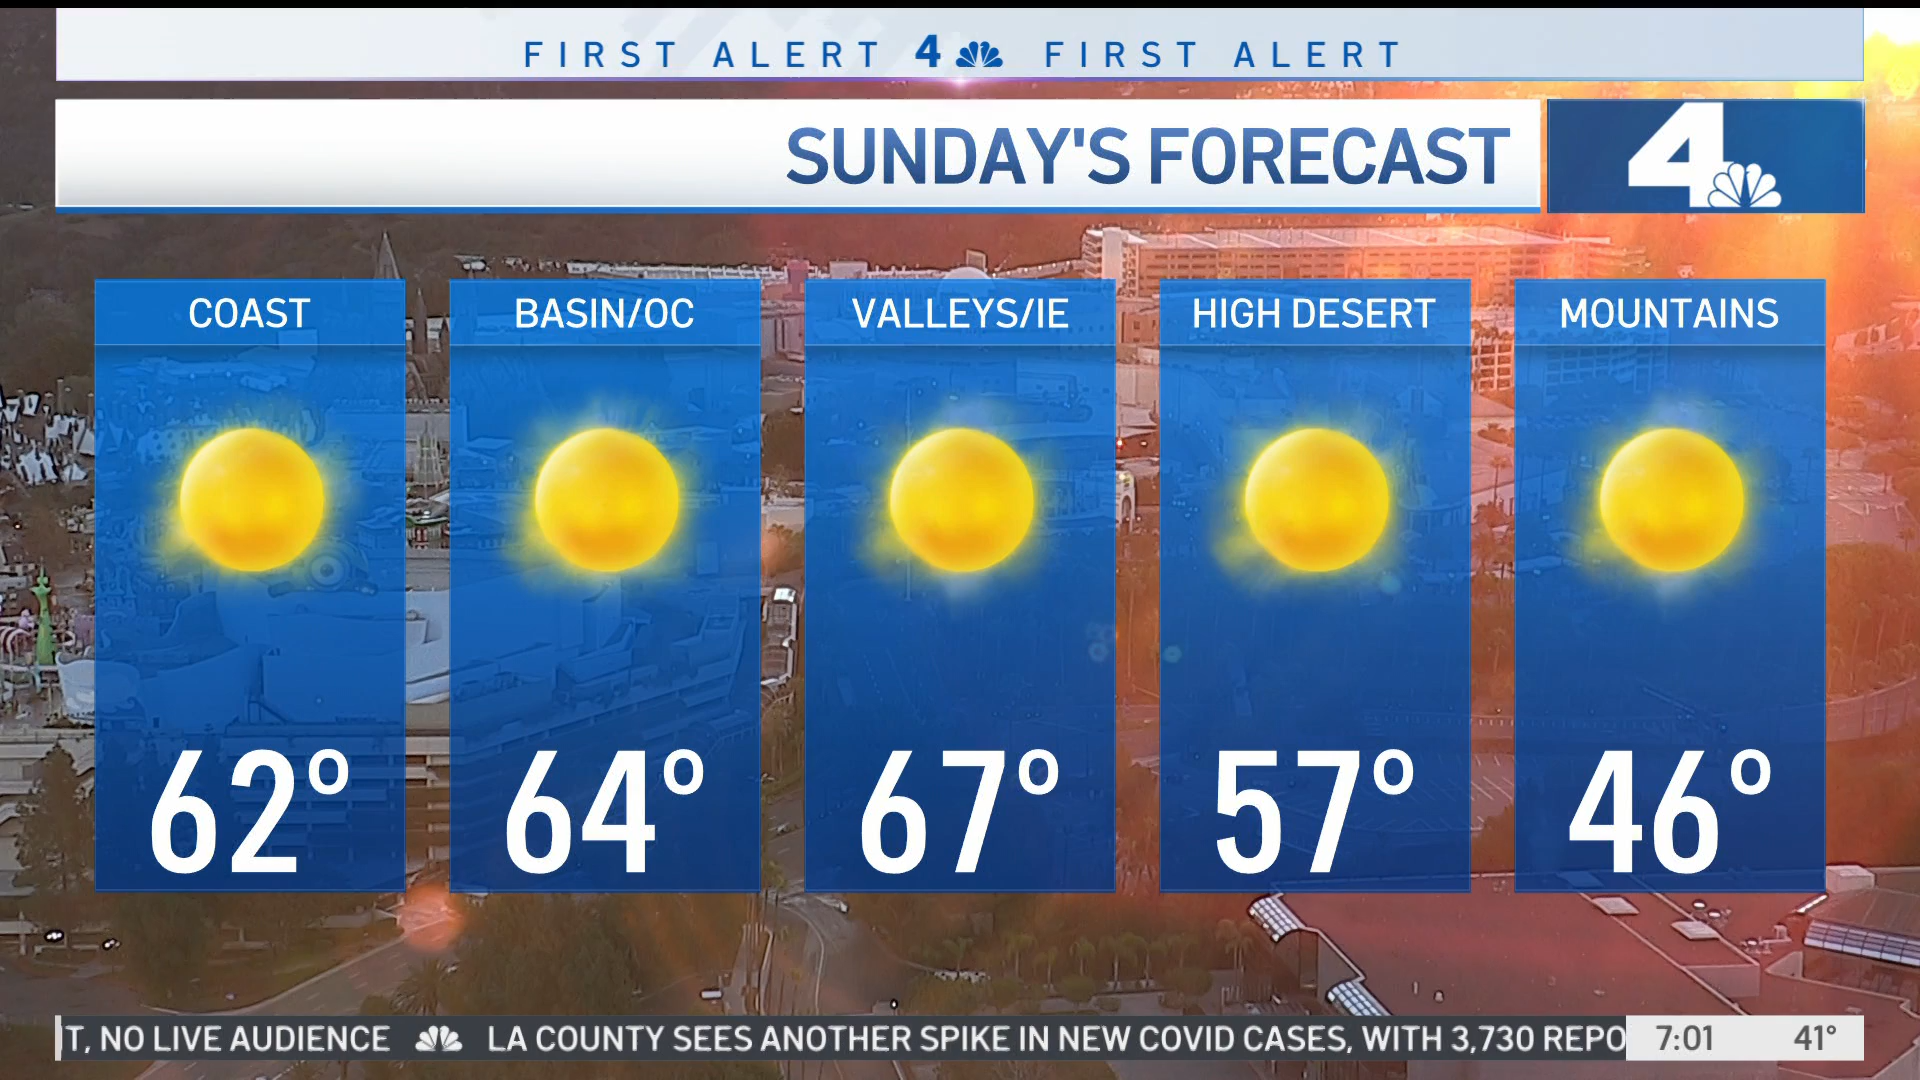 FIRST ALERT 4 FIRST ALERT
SUNDAY'S FORECAST
4
COAST
62°
BASIN/OC
64°
VALLEYS/IE
67°
HIGH DESERT
57°
MOUNTAINS
46°
T, NO LIVE AUDIENCE LA COUNTY SEES ANOTHER SPIKE IN NEW COVID CASES, WITH 3,730 REPO
7:01 41°